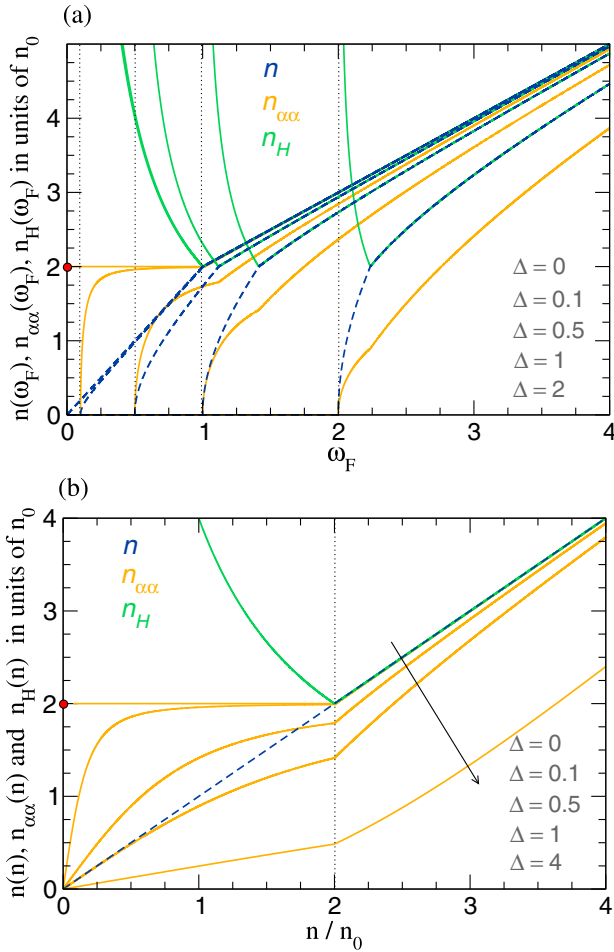 (a)
n(ω_F), n_αα(ω_F), n_H(ω_F) in units of n_0
5
4
3
2
1
0
n
n_αα
n_H
Δ = 0
Δ = 0.1
Δ = 0.5
Δ = 1
Δ = 2
0 1 2 3 4
ω_F
(b)
n(n), n_αα(n) and n_H(n) in units of n_0
4
3
2
1
0
n
n_αα
n_H
Δ = 0
Δ = 0.1
Δ = 0.5
Δ = 1
Δ = 4
0 1 2 3 4
n / n_0